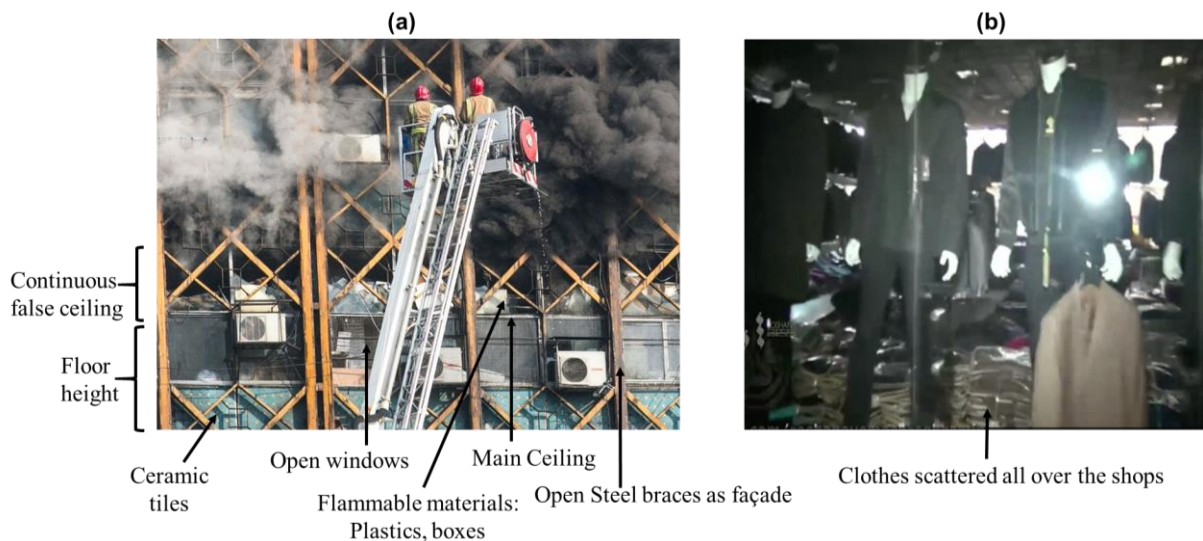 (a)
(b)
Continuous
false ceiling
Floor
height
Ceramic
tiles
Open windows
Flammable materials:
Plastics, boxes
Main Ceiling
Open Steel braces as façade
Clothes scattered all over the shops